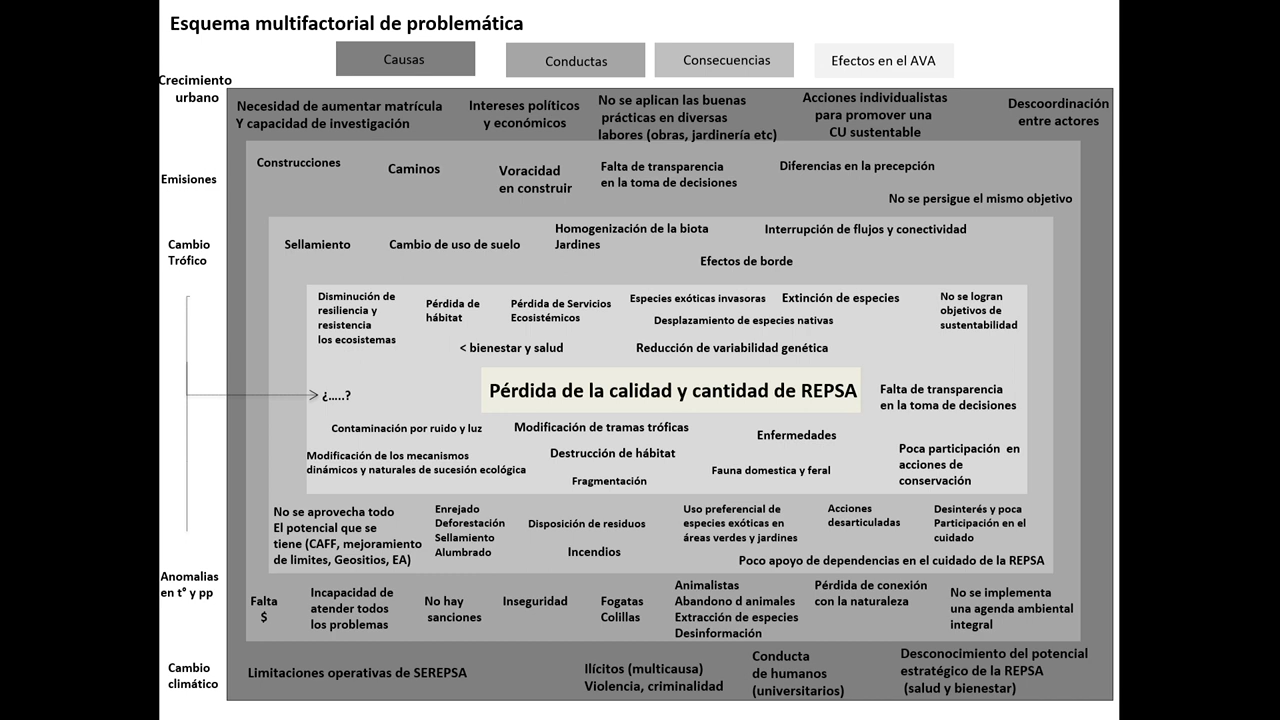 Esquema multifactorial de problemática
Causas
Conductas
Consecuencias
Efectos en el AVA
Crecimiento
urbano
Necesidad de aumentar matrícula
Y capacidad de investigación
Intereses políticos
y económicos
No se aplican las buenas
prácticas en diversas
labores (obras, jardinería etc)
Acciones individualistas
para promover una
CU sustentable
Descoordinación
entre actores
Emisiones
Construcciones
Caminos
Voracidad
en construir
Falta de transparencia
en la toma de decisiones
Diferencias en la precepción
No se persigue el mismo objetivo
Cambio
Trófico
Sellamiento
Cambio de uso de suelo
Homogenización de la biota
Jardines
Interrupción de flujos y conectividad
Efectos de borde
Disminución de
resiliencia y
resistencia
los ecosistemas
Pérdida de
hábitat
Pérdida de Servicios
Ecosistémicos
Especies exóticas invasoras
Extinción de especies
No se logran
objetivos de
sustentabilidad
Desplazamiento de especies nativas
< bienestar y salud
Reducción de variabilidad genética
¿.....?
Pérdida de la calidad y cantidad de REPSA
Falta de transparencia
en la toma de decisiones
Contaminación por ruido y luz
Modificación de tramas tróficas
Enfermedades
Modificación de los mecanismos
dinámicos y naturales de sucesión ecológica
Destrucción de hábitat
Fauna domestica y feral
Poca participación en
acciones de
conservación
Fragmentación
No se aprovecha todo
El potencial que se
tiene (CAFF, mejoramiento
de limites, Geositios, EA)
Enrejado
Deforestación
Sellamiento
Alumbrado
Disposición de residuos
Incendios
Uso preferencial de
especies exóticas en
áreas verdes y jardines
Acciones
desarticuladas
Desinterés y poca
Participación en el
cuidado
Poco apoyo de dependencias en el cuidado de la REPSA
Anomalias
en t° y pp
Falta
$
Incapacidad de
atender todos
los problemas
No hay
sanciones
Inseguridad
Fogatas
Colillas
Animalistas
Abandono d animales
Extracción de especies
Desinformación
Pérdida de conexión
con la naturaleza
No se implementa
una agenda ambiental
integral
Cambio
climático
Limitaciones operativas de SEREPSA
Ilícitos (multicausa)
Violencia, criminalidad
Conducta
de humanos
(universitarios)
Desconocimiento del potencial
estratégico de la REPSA
(salud y bienestar)